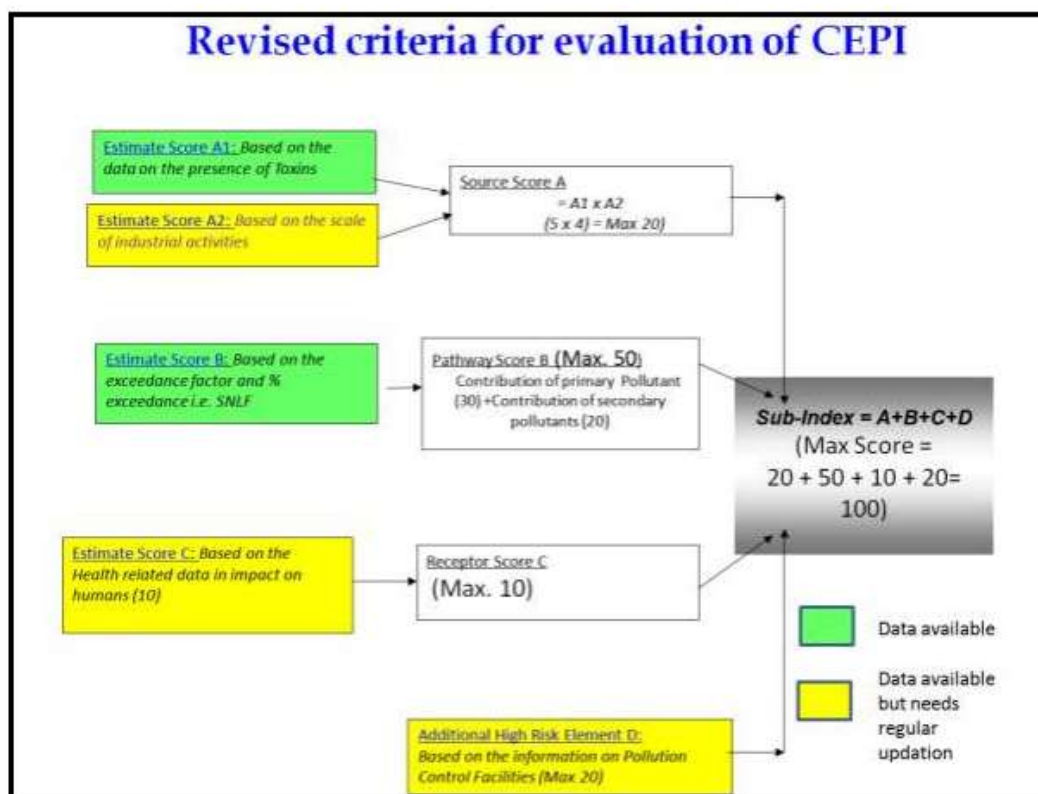 Revised criteria for evaluation of CEPI
Estimate Score A1: Based on the
data on the presence of Toxins
Estimate Score A2: Based on the scale
of industrial activities
Source Score A
= A1 x A2
(5 x 4) = Max 20)
Estimate Score B: Based on the
exceedance factor and %
exceedance i.e. SNLF
Pathway Score B (Max. 50)
Contribution of primary Pollutant
(30) +Contribution of secondary
pollutants (20)
Sub-Index = A+B+C+D
(Max Score =
20 + 50 + 10 + 20=
100)
Estimate Score C: Based on the
Health related data in impact on
humans (10)
Receptor Score C
(Max. 10)
Data available
Data available
but needs
regular
updation
Additional High Risk Element D:
Based on the information on Pollution
Control Facilities (Max 20)